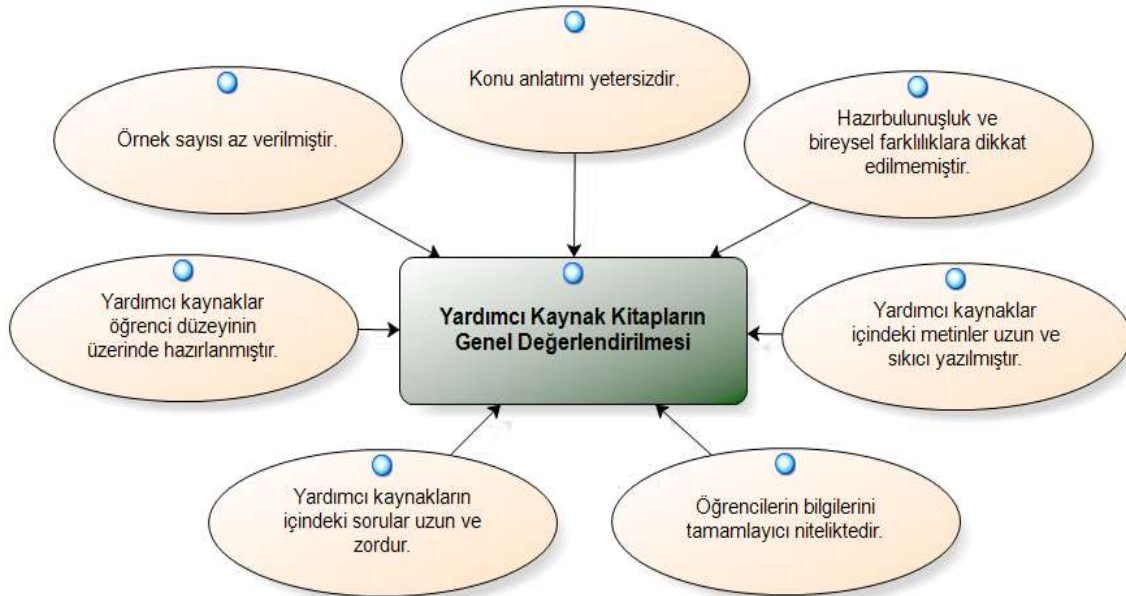 Konu anlatımı yetersizdir.
Örnek sayısı az verilmiştir.
Hazırbulunuşluk ve
bireysel farklılıklara dikkat
edilmemiştir.
Yardımcı kaynaklar
öğrenci düzeyinin
üzerinde hazırlanmıştır.
Yardımcı Kaynak Kitapların
Genel Değerlendirilmesi
Yardımcı kaynaklar
içindeki metinler uzun ve
sıkıcı yazılmıştır.
Yardımcı kaynakların
içindeki sorular uzun ve
zordur.
Öğrencilerin bilgilerini
tamamlayıcı niteliktedir.